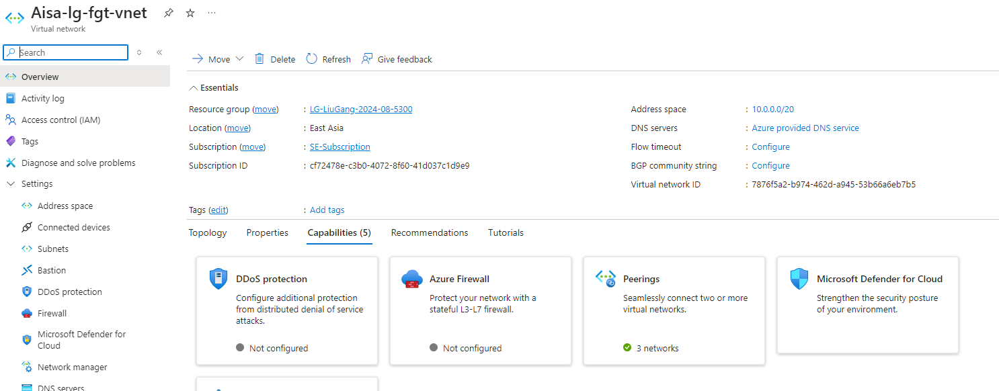 Aisa-lg-fgt-vnet
Virtual network
Search
Overview
Activity log
Access control (IAM)
Tags
Diagnose and solve problems
Settings
Address space
Connected devices
Subnets
Bastion
DDoS protection
Firewall
Microsoft Defender for
Cloud
Network manager
DNS servers
Move
Delete
Refresh
Give feedback
Essentials
Resource group (move) : LG-LiuGang-2024-08-5300
Location (move) : East Asia
Subscription (move) : SE-Subscription
Subscription ID : cf72478e-c3b0-4072-8f60-41d037c1d9e9
Address space : 10.0.0.0/20
DNS servers : Azure provided DNS service
Flow timeout : Configure
BGP community string : Configure
Virtual network ID : 7876f5a2-b974-462d-a945-53b66a6eb7b5
Tags (edit) : Add tags
Topology Properties Capabilities (5) Recommendations Tutorials
DDoS protection
Configure additional protection
from distributed denial of service
attacks.
Not configured
Azure Firewall
Protect your network with a
stateful L3-L7 firewall.
Not configured
Peerings
Seamlessly connect two or more
virtual networks.
3 networks
Microsoft Defender for Cloud
Strengthen the security posture
of your environment.